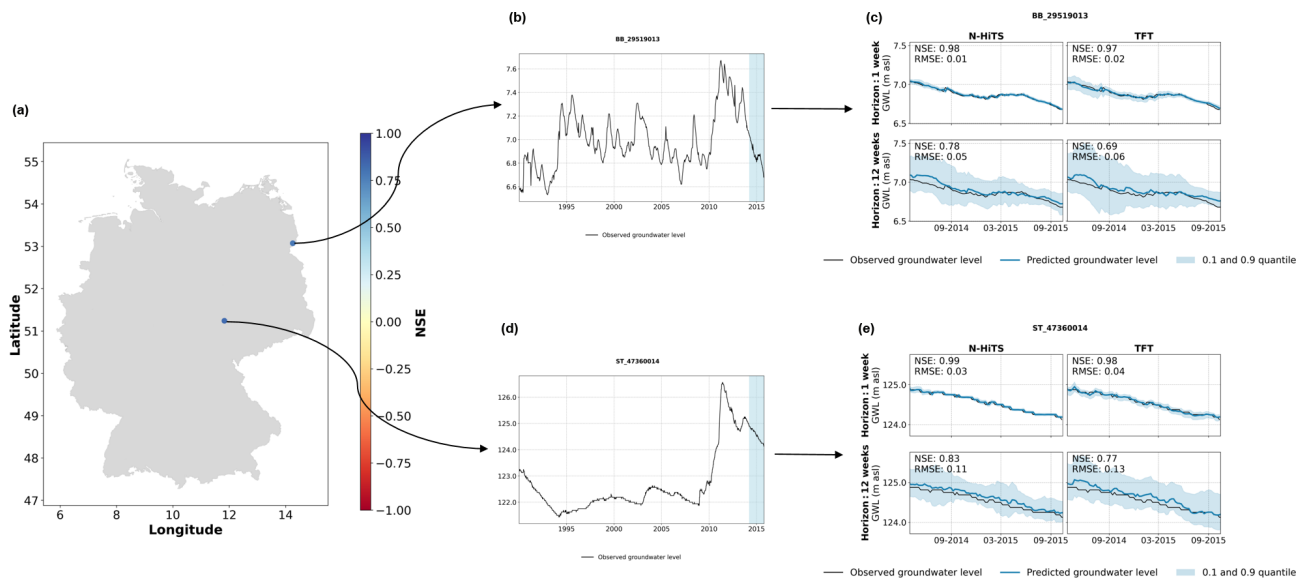 (a)
55
54
53
52
51
50
49
48
47
Latitude
6
8
10
12
14
Longitude
1.00
0.75
0.50
0.25
0.00
−0.25
−0.50
−0.75
−1.00
NSE
(b)
BB_29519013
7.6
7.4
7.2
7.0
6.8
6.6
1995
2000
2005
2010
2015
Observed groundwater level
(c)
BB_29519013
N-HiTS
TFT
Horizon: 1 week
GWL (m asl)
7.5
7.0
6.5
NSE: 0.98
RMSE: 0.01
NSE: 0.97
RMSE: 0.02
Horizon: 12 weeks
GWL (m asl)
7.5
7.0
6.5
NSE: 0.78
RMSE: 0.05
NSE: 0.69
RMSE: 0.06
09-2014
03-2015
09-2015
09-2014
03-2015
09-2015
Observed groundwater level
Predicted groundwater level
0.1 and 0.9 quantile
(d)
ST_47360014
126.0
125.0
124.0
123.0
122.0
1995
2000
2005
2010
2015
Observed groundwater level
(e)
ST_47360014
N-HiTS
TFT
Horizon: 1 week
GWL (m asl)
125.0
124.0
NSE: 0.99
RMSE: 0.03
NSE: 0.98
RMSE: 0.04
Horizon: 12 weeks
GWL (m asl)
125.0
124.0
NSE: 0.83
RMSE: 0.11
NSE: 0.77
RMSE: 0.13
09-2014
03-2015
09-2015
09-2014
03-2015
09-2015
Observed groundwater level
Predicted groundwater level
0.1 and 0.9 quantile